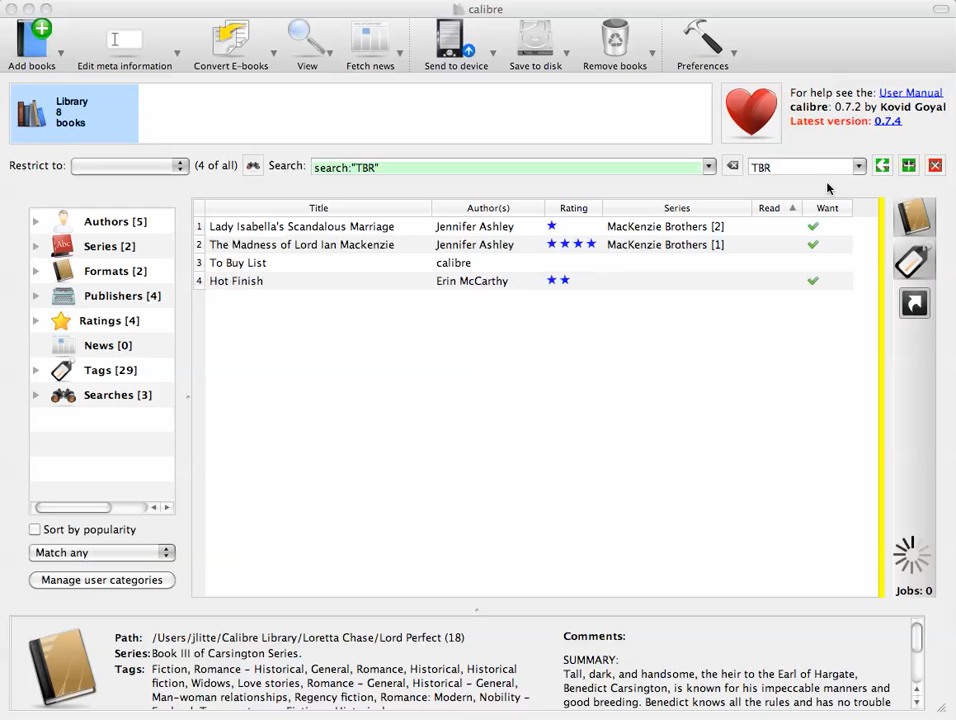 calibre
Add books Edit meta information Convert E-books View Fetch news Send to device Save to disk Remove books Preferences
Library
8
books
For help see the: User Manual
calibre: 0.7.2 by Kovid Goyal
Latest version: 0.7.4
Restrict to: (4 of all) Search: search:"TBR" TBR
Authors [5]
Series [2]
Formats [2]
Publishers [4]
Ratings [4]
News [0]
Tags [29]
Searches [3]
Sort by popularity
Match any
Manage user categories
Title Author(s) Rating Series Read Want
1 Lady Isabella's Scandalous Marriage Jennifer Ashley MacKenzie Brothers [2]
2 The Madness of Lord Ian Mackenzie Jennifer Ashley MacKenzie Brothers [1]
3 To Buy List calibre
4 Hot Finish Erin McCarthy
Jobs: 0
Path: /Users/jlitte/Calibre Library/Loretta Chase/Lord Perfect (18)
Series: Book III of Carsington Series.
Tags: Fiction, Romance - Historical, General, Romance, Historical, Historical
fiction, Widows, Love stories, Romance - General, Historical - General,
Man-woman relationships, Regency fiction, Romance: Modern, Nobility -
Comments:
SUMMARY:
Tall, dark, and handsome, the heir to the Earl of Hargate,
Benedict Carsington, is known for his impeccable manners and
good breeding. Benedict knows all the rules and has no trouble